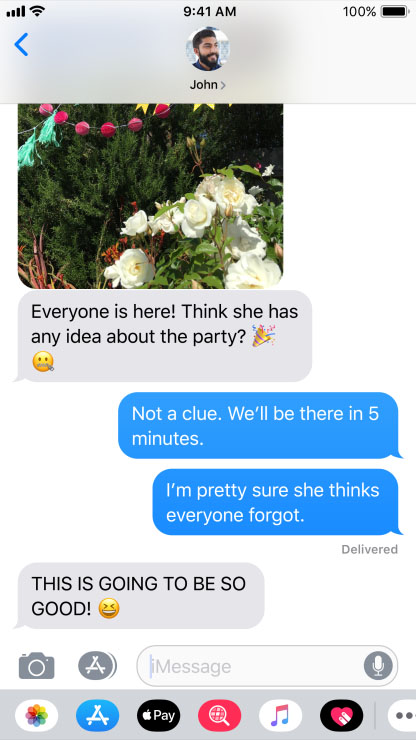 9:41 AM
100%
John
Everyone is here! Think she has
any idea about the party? 🎉
🤐
Not a clue. We’ll be there in 5
minutes.
I’m pretty sure she thinks
everyone forgot.
Delivered
THIS IS GOING TO BE SO
GOOD! 😆
iMessage
Pay